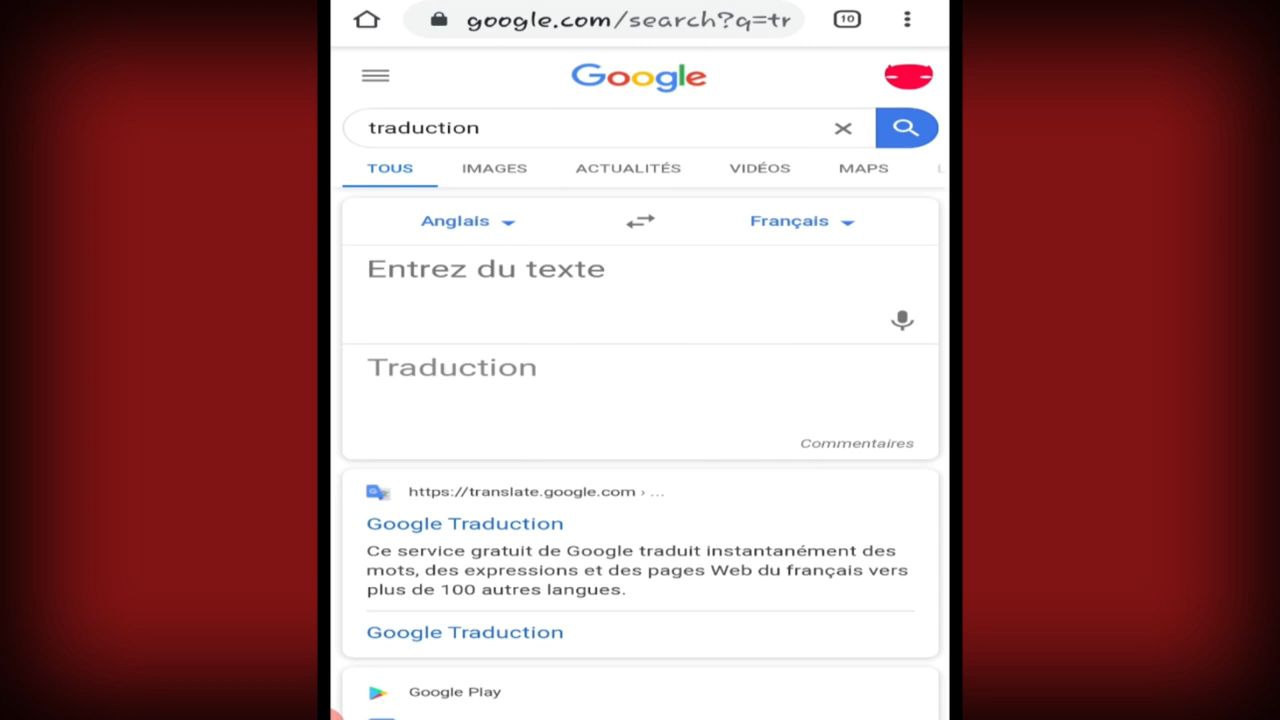 google.com/search?q=tr
10
Google
traduction
TOUS IMAGES ACTUALITÉS VIDÉOS MAPS
Anglais Français
Entrez du texte
Traduction
Commentaires
https://translate.google.com › ...
Google Traduction
Ce service gratuit de Google traduit instantanément des
mots, des expressions et des pages Web du français vers
plus de 100 autres langues.
Google Traduction
Google Play